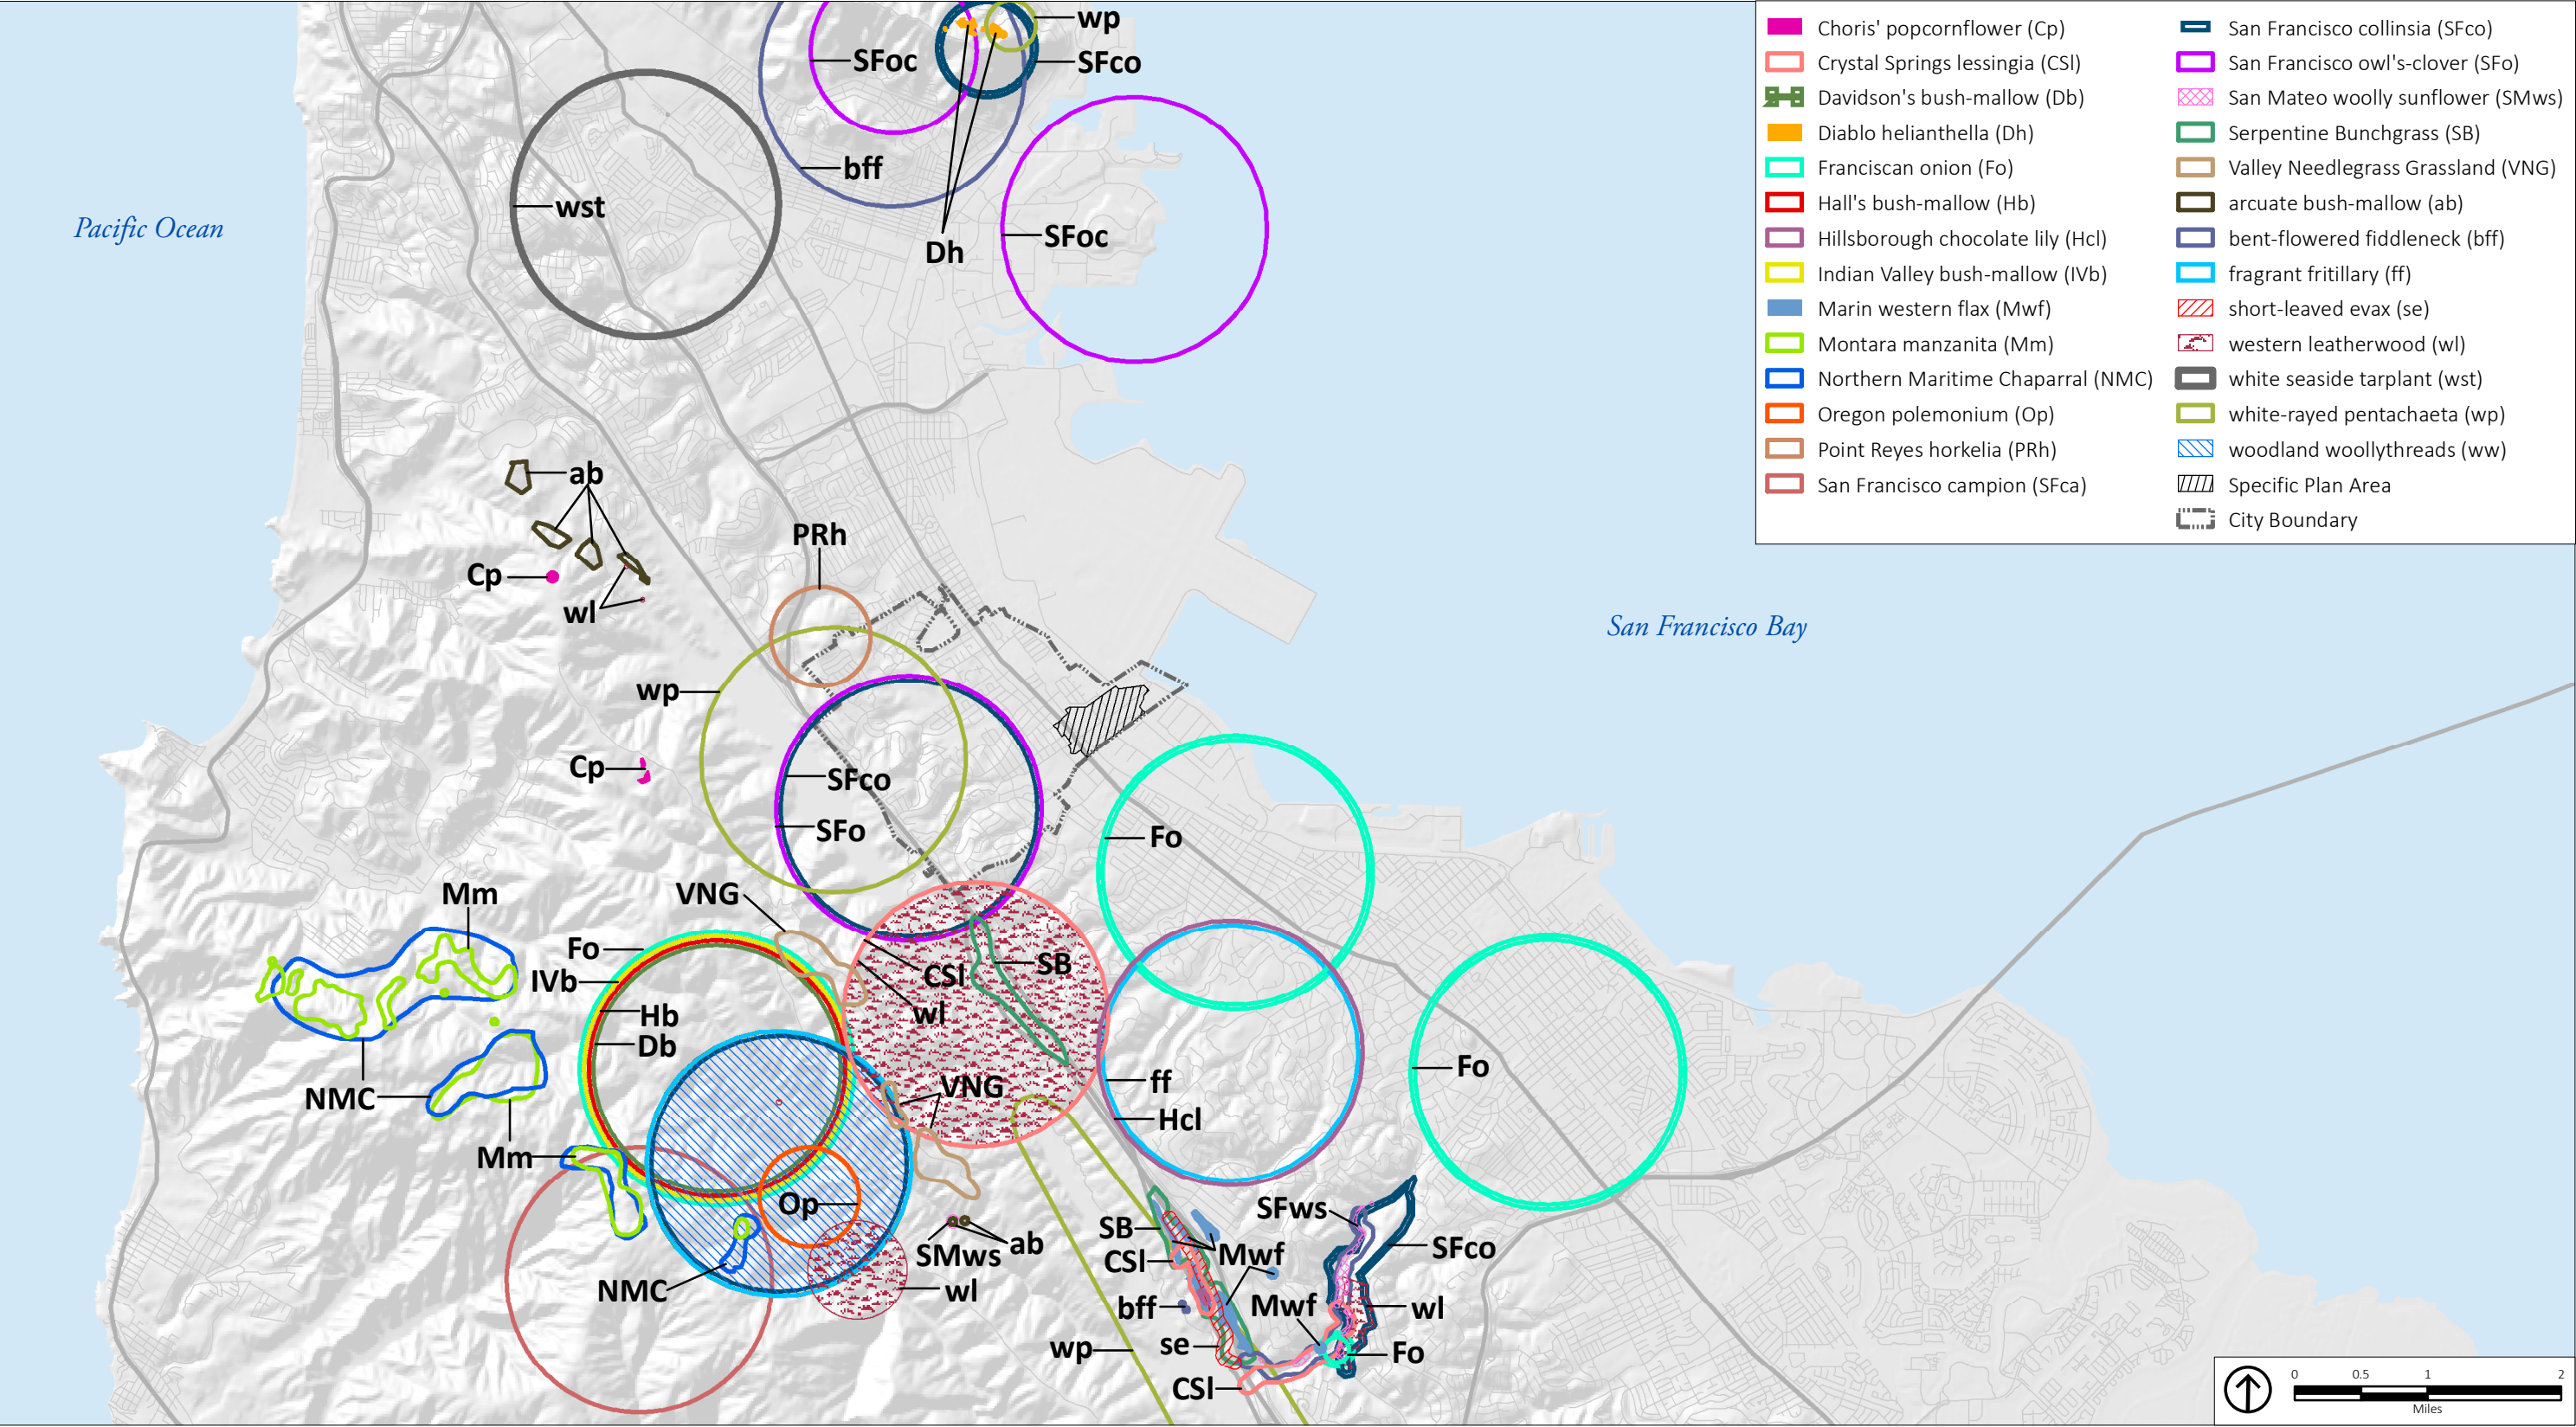 Choris' popcornflower (Cp)
Crystal Springs lessingia (CSl)
Davidson's bush-mallow (Db)
Diablo helianthella (Dh)
Franciscan onion (Fo)
Hall's bush-mallow (Hb)
Hillsborough chocolate lily (Hcl)
Indian Valley bush-mallow (IVb)
Marin western flax (Mwf)
Montara manzanita (Mm)
Northern Maritime Chaparral (NMC)
Oregon polemonium (Op)
Point Reyes horkelia (PRh)
San Francisco campion (SFca)
San Francisco collinsia (SFco)
San Francisco owl's-clover (SFo)
San Mateo woolly sunflower (SMws)
Serpentine Bunchgrass (SB)
Valley Needlegrass Grassland (VNG)
arcuate bush-mallow (ab)
bent-flowered fiddleneck (bff)
fragrant fritillary (ff)
short-leaved evax (se)
western leatherwood (wl)
white seaside tarplant (wst)
white-rayed pentachaeta (wp)
woodland woollythreads (ww)
Specific Plan Area
City Boundary
wp
SFoc
SFco
bff
wst
Pacific Ocean
SFoc
Dh
ab
PRh
Cp
wl
San Francisco Bay
wp
Cp
SFco
SFo
Fo
Mm
VNG
Fo
IVb
CSl
SB
wl
Hb
Db
Fo
ff
VNG
NMC
Hcl
Mm
Op
SFws
SB
ab
SMws
CSl
Mwf
SFco
NMC
wl
bff
Mwf
wl
wp
se
Fo
CSl
0 0.5 1 2
Miles